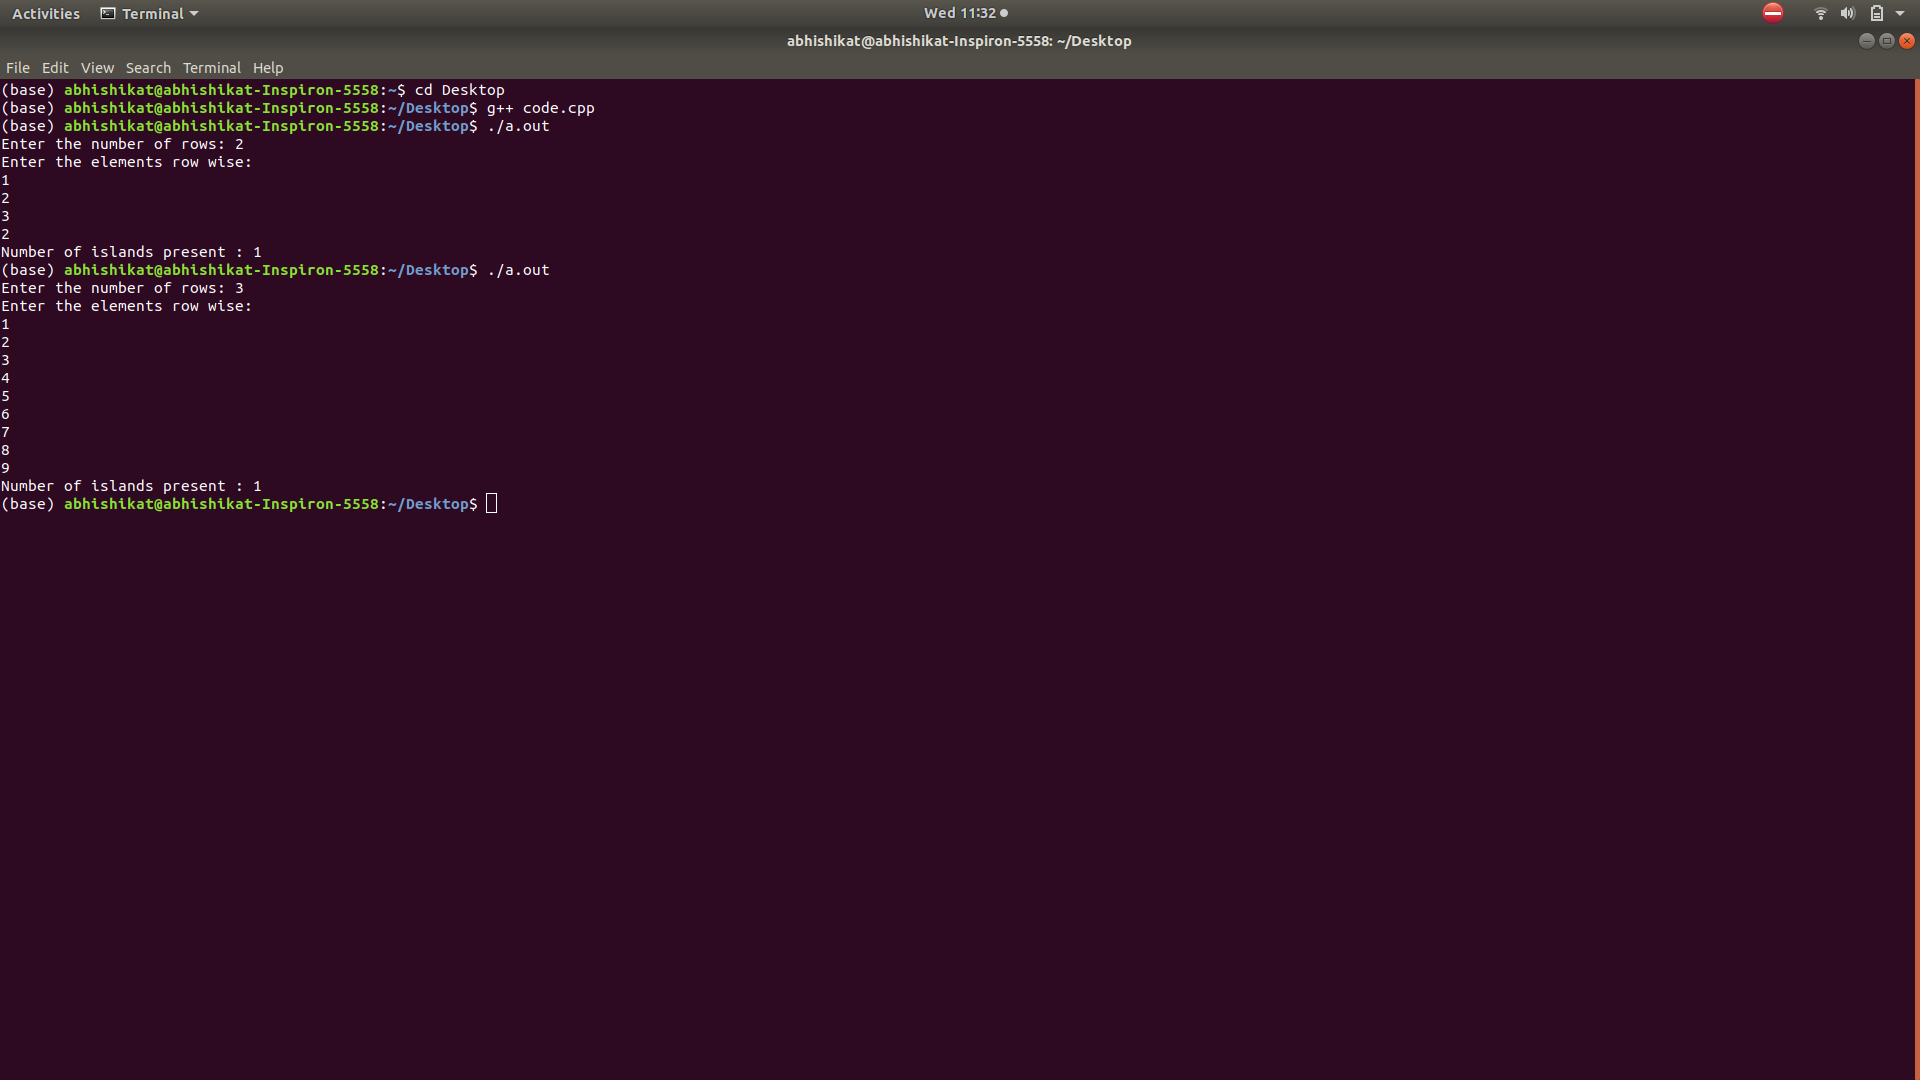 Activities Terminal Wed 11:32
abhishikat@abhishikat-Inspiron-5558: ~/Desktop
File Edit View Search Terminal Help
(base) abhishikat@abhishikat-Inspiron-5558:~$ cd Desktop
(base) abhishikat@abhishikat-Inspiron-5558:~/Desktop$ g++ code.cpp
(base) abhishikat@abhishikat-Inspiron-5558:~/Desktop$ ./a.out
Enter the number of rows: 2
Enter the elements row wise:
1
2
3
2
Number of islands present : 1
(base) abhishikat@abhishikat-Inspiron-5558:~/Desktop$ ./a.out
Enter the number of rows: 3
Enter the elements row wise:
1
2
3
4
5
6
7
8
9
Number of islands present : 1
(base) abhishikat@abhishikat-Inspiron-5558:~/Desktop$